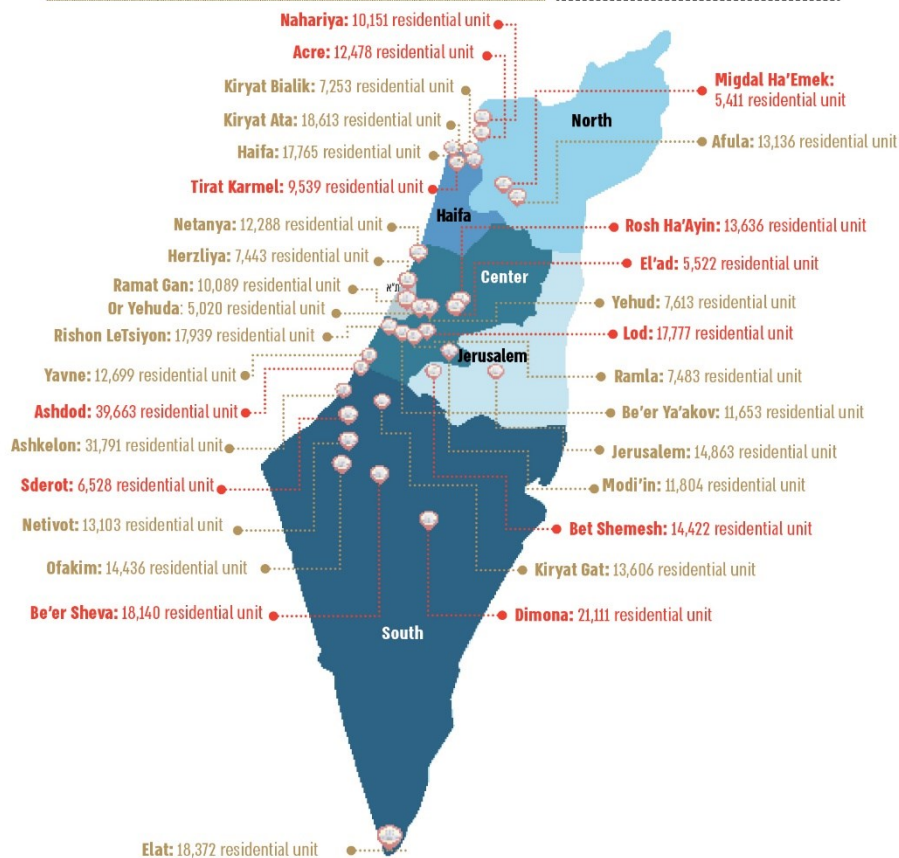 Nahariya: 10,151 residential unit
Acre: 12,478 residential unit
Kiryat Bialik: 7,253 residential unit
Kiryat Ata: 18,613 residential unit
Haifa: 17,765 residential unit
Tirat Karmel: 9,539 residential unit
Netanya: 12,288 residential unit
Herzliya: 7,443 residential unit
Ramat Gan: 10,089 residential unit
Or Yehuda: 5,020 residential unit
Rishon LeTsiyon: 17,939 residential unit
Yavne: 12,699 residential unit
Ashdod: 39,663 residential unit
Ashkelon: 31,791 residential unit
Sderot: 6,528 residential unit
Netivot: 13,103 residential unit
Ofakim: 14,436 residential unit
Be'er Sheva: 18,140 residential unit
Elat: 18,372 residential unit
North
Haifa
Center
ת"א
Jerusalem
South
Migdal Ha'Emek:
5,411 residential unit
Afula: 13,136 residential unit
Rosh Ha'Ayin: 13,636 residential unit
El'ad: 5,522 residential unit
Yehud: 7,613 residential unit
Lod: 17,777 residential unit
Ramla: 7,483 residential unit
Be'er Ya'akov: 11,653 residential unit
Jerusalem: 14,863 residential unit
Modi'in: 11,804 residential unit
Bet Shemesh: 14,422 residential unit
Kiryat Gat: 13,606 residential unit
Dimona: 21,111 residential unit